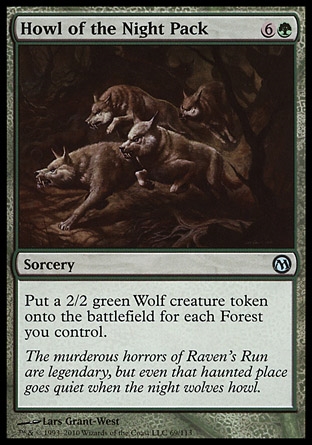 Howl of the Night Pack 6
Sorcery
Put a 2/2 green Wolf creature token
onto the battlefield for each Forest
you control.
The murderous horrors of Raven's Run
are legendary, but even that haunted place
goes quiet when the night wolves howl.
Lars Grant-West
™ & © 1993-2010 Wizards of the Coast LLC 69/113